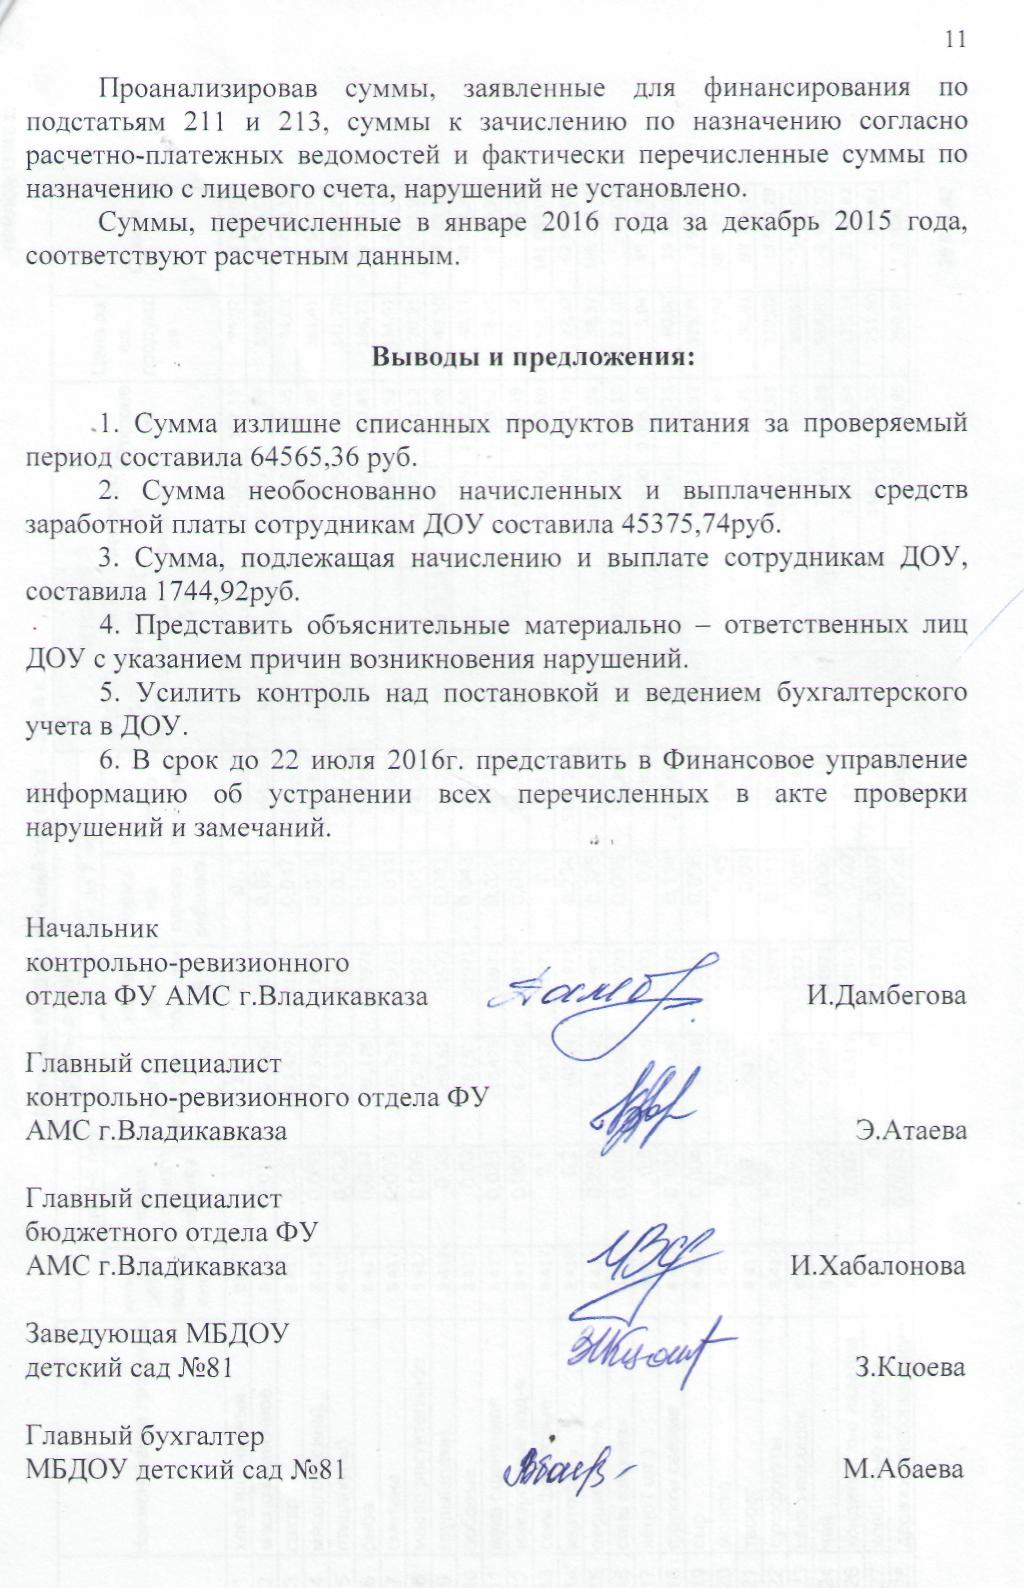 11
Проанализировав суммы, заявленные для финансирования по
подстатьям 211 и 213, суммы к зачислению по назначению согласно
расчетно-платежных ведомостей и фактически перечисленные суммы по
назначению с лицевого счета, нарушений не установлено.
Суммы, перечисленные в январе 2016 года за декабрь 2015 года,
соответствуют расчетным данным.
Выводы и предложения:
1. Сумма излишне списанных продуктов питания за проверяемый
период составила 64565,36 руб.
2. Сумма необоснованно начисленных и выплаченных средств
заработной платы сотрудникам ДОУ составила 45375,74руб.
3. Сумма, подлежащая начислению и выплате сотрудникам ДОУ,
составила 1744,92руб.
4. Представить объяснительные материально – ответственных лиц
ДОУ с указанием причин возникновения нарушений.
5. Усилить контроль над постановкой и ведением бухгалтерского
учета в ДОУ.
6. В срок до 22 июля 2016г. представить в Финансовое управление
информацию об устранении всех перечисленных в акте проверки
нарушений и замечаний.
Начальник
контрольно-ревизионного
отдела ФУ АМС г.Владикавказа И.Дамбегова
Главный специалист
контрольно-ревизионного отдела ФУ
АМС г.Владикавказа Э.Атаева
Главный специалист
бюджетного отдела ФУ
АМС г.Владикавказа И.Хабалонова
Заведующая МБДОУ
детский сад №81 З.Кцоева
Главный бухгалтер
МБДОУ детский сад №81 М.Абаева